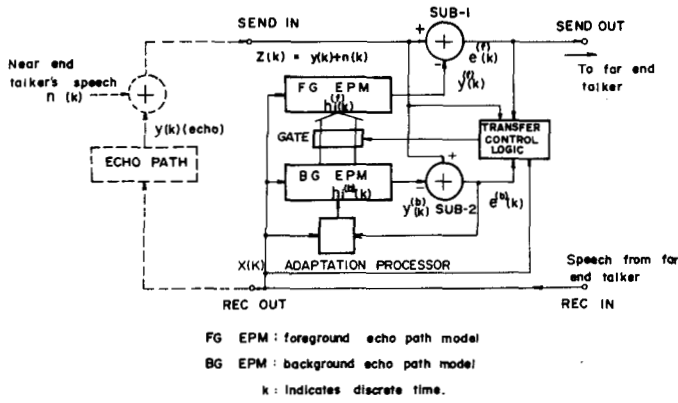 SUB-1
SEND IN
SEND OUT
+
e(k) (f)
Z(k) = y(k)+n(k)
-
y(k) (f)
Near end
talker's speech
n (k)
+
+
To far end
talker
FG EPM
hi(k) (f)
y(k)(echo)
GATE
TRANSFER
CONTROL
LOGIC
ECHO PATH
BG EPM
hi(k) (b)
+
+
-
y(k) (b)
SUB-2
e(k) (b)
X(K)
ADAPTATION PROCESSOR
Speech from far
end talker
REC OUT
REC IN
FG EPM : foreground echo path model
BG EPM : background echo path model
k : Indicates discrete time.